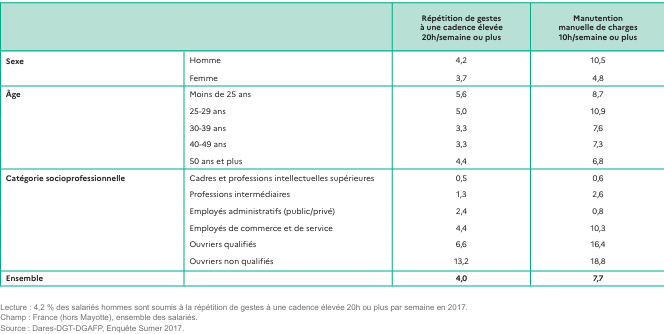 Répétition de gestes
à une cadence élevée
20h/semaine ou plus
Manutention
manuelle de charges
10h/semaine ou plus
Sexe Homme 4,2 10,5
Femme 3,7 4,8
Âge Moins de 25 ans 5,6 8,7
25-29 ans 5,0 10,9
30-39 ans 3,3 7,6
40-49 ans 3,3 7,3
50 ans et plus 4,4 6,8
Catégorie socioprofessionnelle Cadres et professions intellectuelles supérieures 0,5 0,6
Professions intermédiaires 1,3 2,6
Employés administratifs (public/privé) 2,4 0,8
Employés de commerce et de service 4,4 10,3
Ouvriers qualifiés 6,6 16,4
Ouvriers non qualifiés 13,2 18,8
Ensemble 4,0 7,7
Lecture : 4,2 % des salariés hommes sont soumis à la répétition de gestes à une cadence élevée 20h ou plus par semaine en 2017.
Champ : France (hors Mayotte), ensemble des salariés.
Source : Dares-DGT-DGAFP, Enquête Sumer 2017.